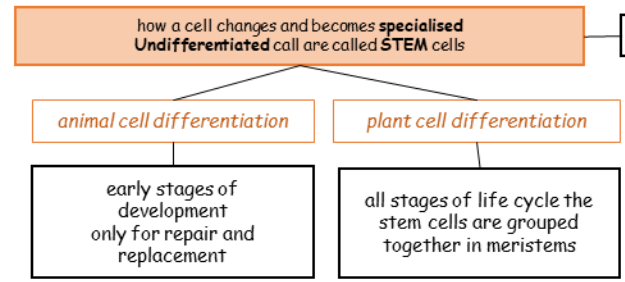 how a cell changes and becomes specialised
Undifferentiated call are called STEM cells
animal cell differentiation
plant cell differentiation
early stages of
development
only for repair and
replacement
all stages of life cycle the
stem cells are grouped
together in meristems